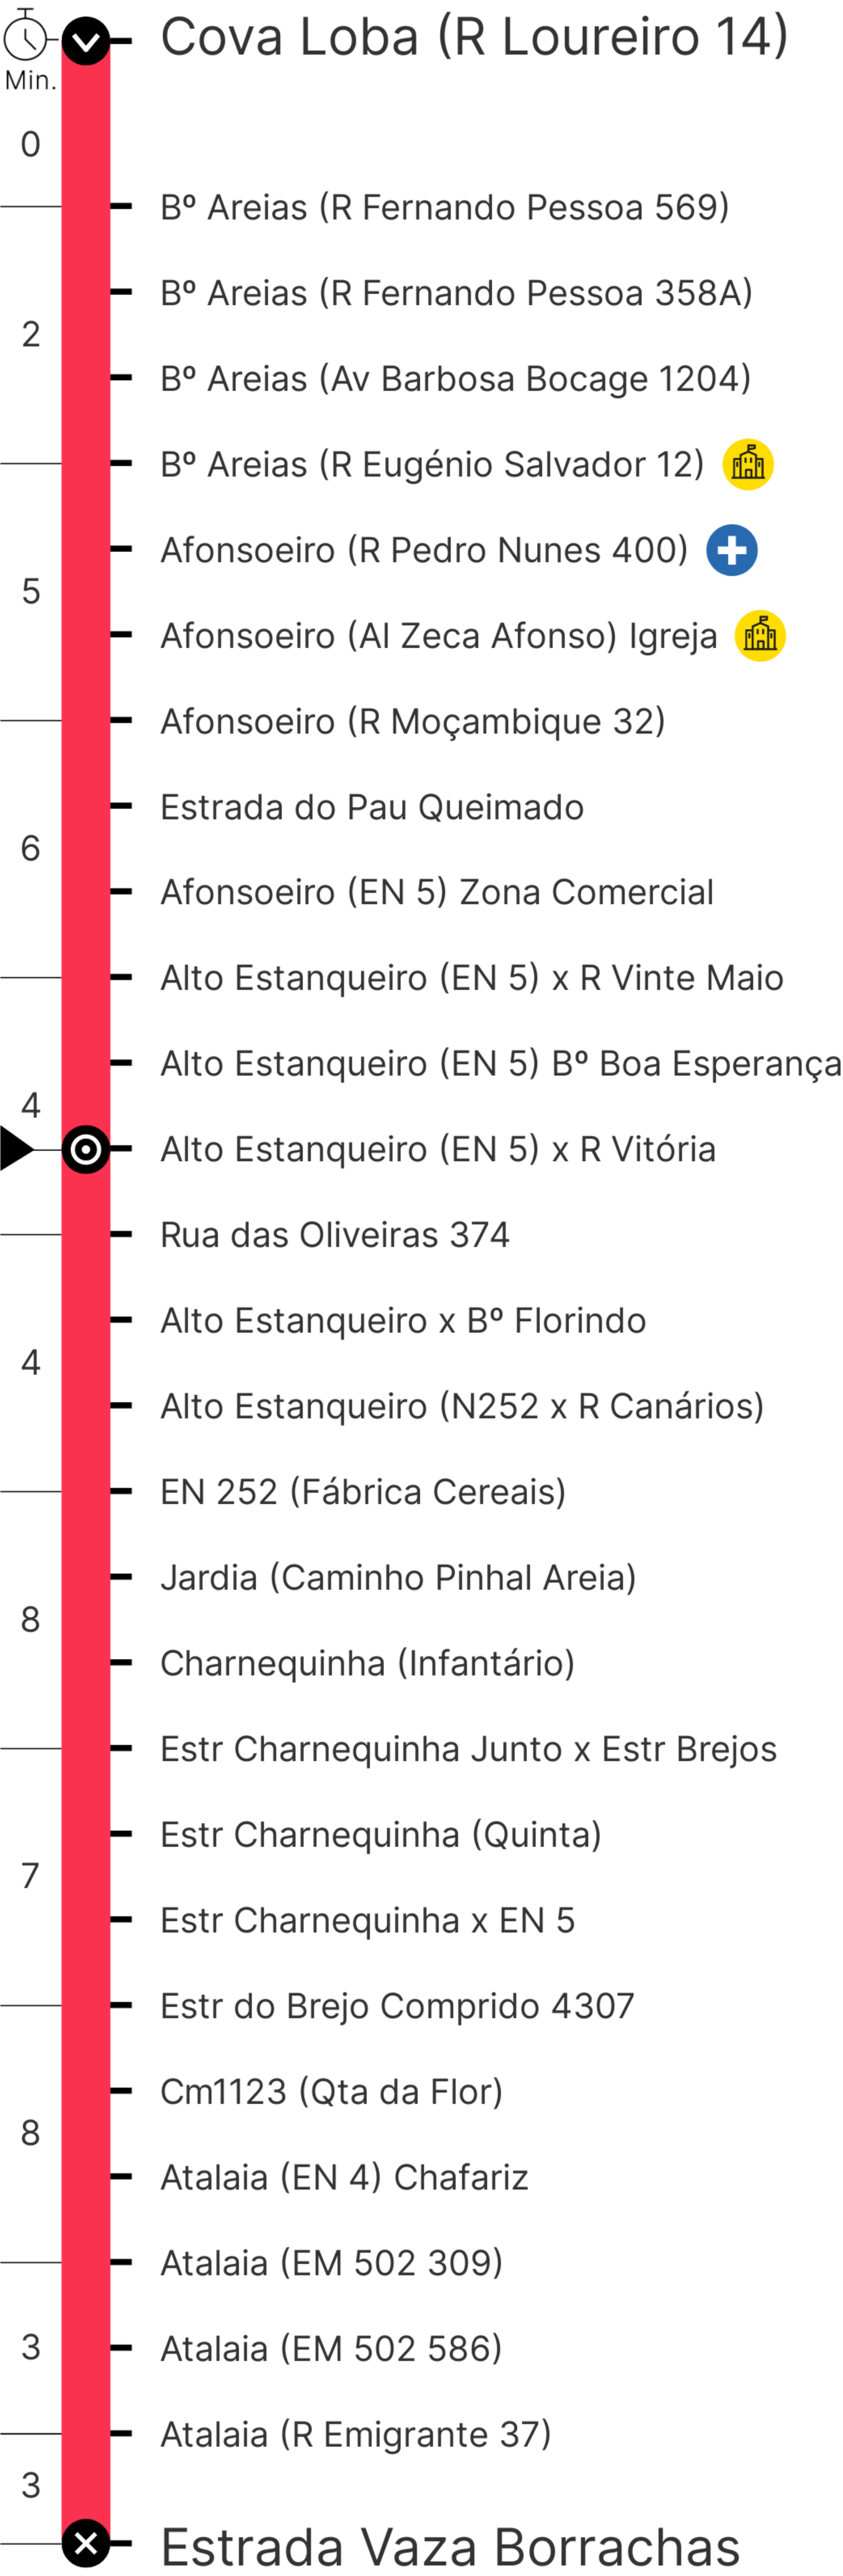 Cova Loba (R Loureiro 14)
Min.
0
Bº Areias (R Fernando Pessoa 569)
Bº Areias (R Fernando Pessoa 358A)
2
Bº Areias (Av Barbosa Bocage 1204)
Bº Areias (R Eugénio Salvador 12)
Afonsoeiro (R Pedro Nunes 400)
5
Afonsoeiro (Al Zeca Afonso) Igreja
Afonsoeiro (R Moçambique 32)
Estrada do Pau Queimado
6
Afonsoeiro (EN 5) Zona Comercial
Alto Estanqueiro (EN 5) x R Vinte Maio
Alto Estanqueiro (EN 5) Bº Boa Esperança
4
Alto Estanqueiro (EN 5) x R Vitória
Rua das Oliveiras 374
Alto Estanqueiro x Bº Florindo
4
Alto Estanqueiro (N252 x R Canários)
EN 252 (Fábrica Cereais)
Jardia (Caminho Pinhal Areia)
8
Charnequinha (Infantário)
Estr Charnequinha Junto x Estr Brejos
Estr Charnequinha (Quinta)
7
Estr Charnequinha x EN 5
Estr do Brejo Comprido 4307
Cm1123 (Qta da Flor)
8
Atalaia (EN 4) Chafariz
Atalaia (EM 502 309)
3
Atalaia (EM 502 586)
Atalaia (R Emigrante 37)
3
Estrada Vaza Borrachas